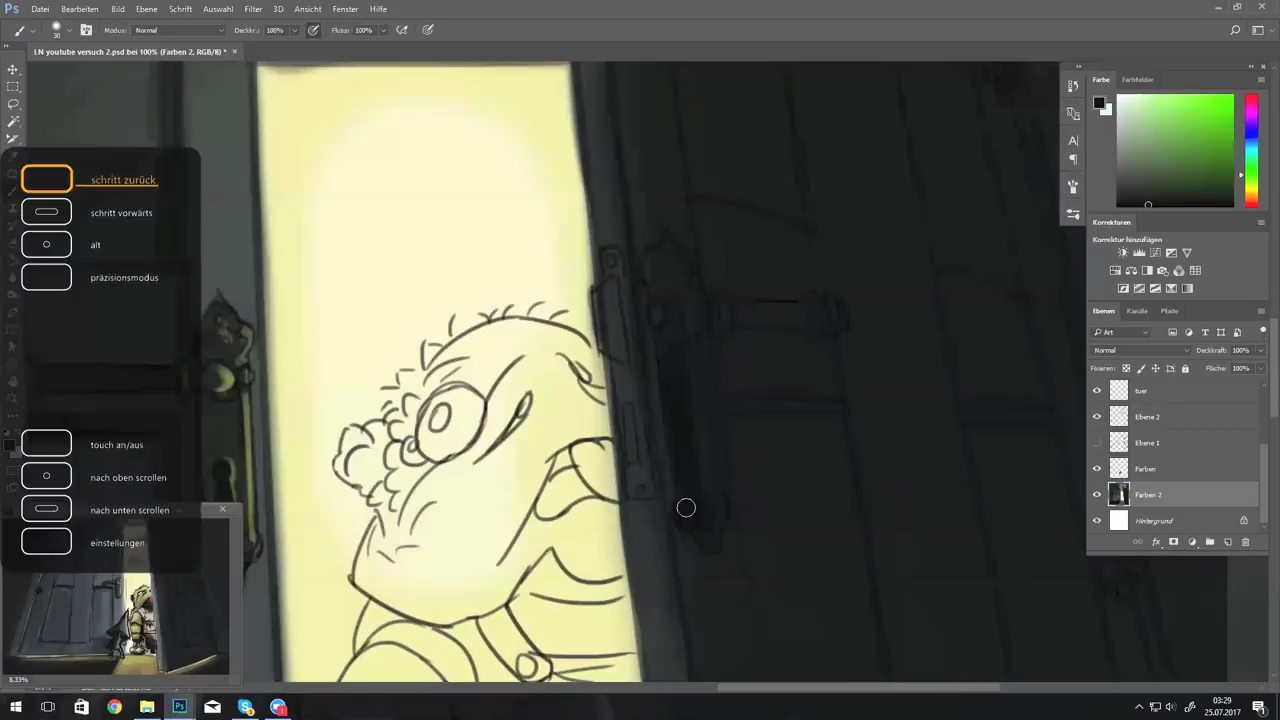 Ps Datei Bearbeiten Bild Ebene Schrift Auswahl Filter 3D Ansicht Fenster Hilfe
30 Modus: Normal Deckkr.: 100% Fluss: 100%
LN youtube versuch 2.psd bei 100% (Farben 2, RGB/8) *
Farbe Farbfelder
schritt zurück
schritt vorwärts
alt
präzisionsmodus
Korrekturen
Korrektur hinzufügen
Ebenen Kanäle Pfade
Art
Normal Deckkraft: 100%
Fixieren: Fläche: 100%
tuer
Ebene 2
Ebene 1
Farben
Farben 2
Hintergrund
touch an/aus
nach oben scrollen
nach unten scrollen
einstellungen
8,33%
03:29
25.07.2017